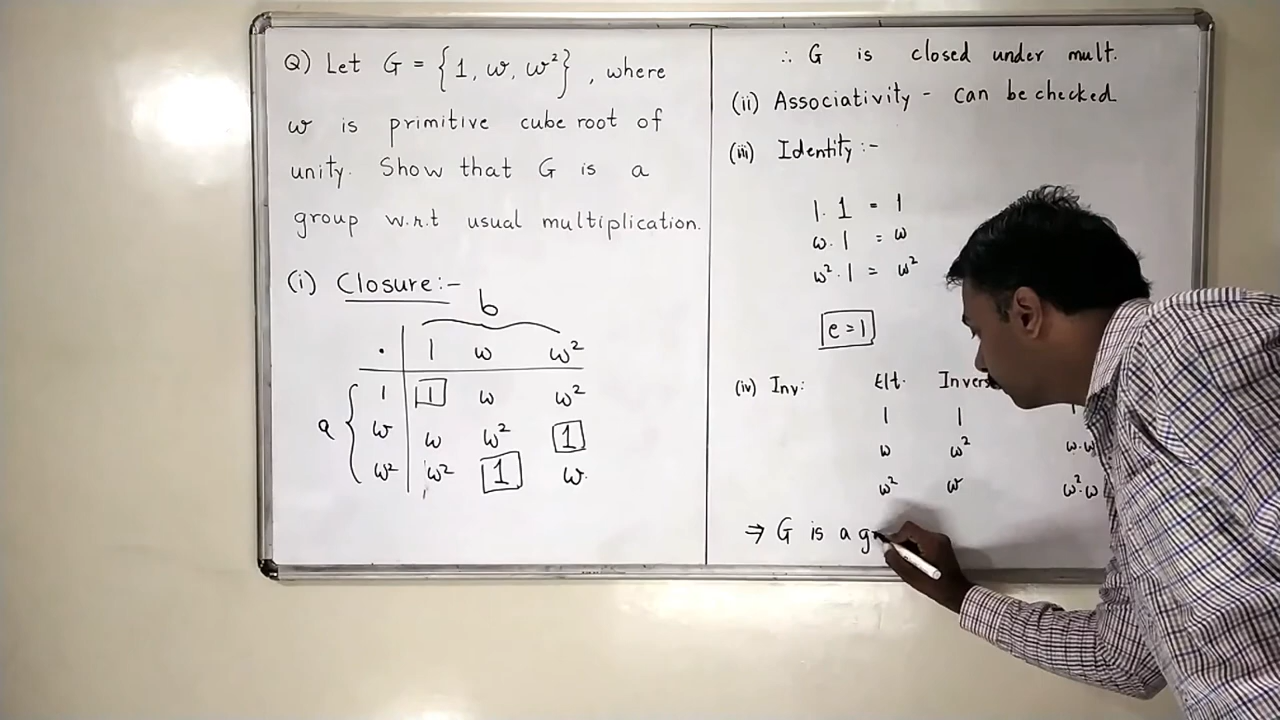 Q) Let G = {1, ω, ω²}, where
ω is primitive cube root of
unity. Show that G is a
group w.r.t usual multiplication.
(i) Closure:-
b
· 1 ω ω²
1 1 ω ω²
a ω ω ω² 1
ω² ω² 1 ω
∴ G is closed under mult.
(ii) Associativity - can be checked
(iii) Identity:-
1. 1 = 1
ω. 1 = ω
ω². 1 = ω²
e = 1
(iv) Inv: Elt. Invers
1 1
ω ω² ω.ω
ω² ω ω².ω
⇒ G is a g